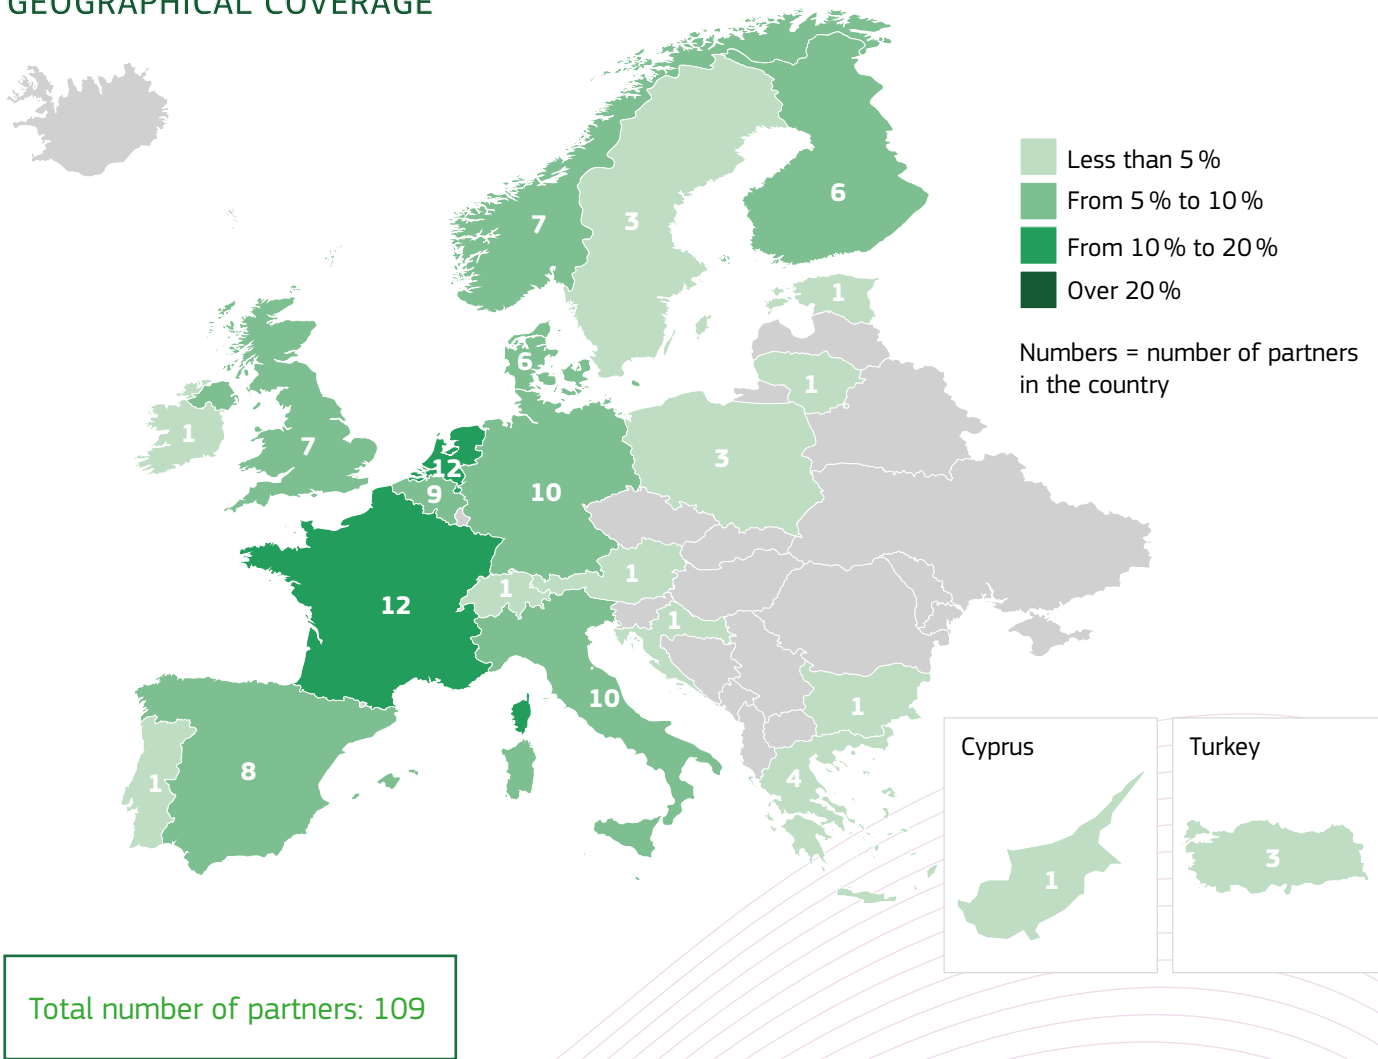 GEOGRAPHICAL COVERAGE
Less than 5 %
From 5 % to 10 %
From 10 % to 20 %
Over 20 %
Numbers = number of partners
in the country
6
7
3
1
6
1
1
7
3
12
9
10
12
1
1
1
10
1
8
1
4
Cyprus
1
Turkey
3
Total number of partners: 109